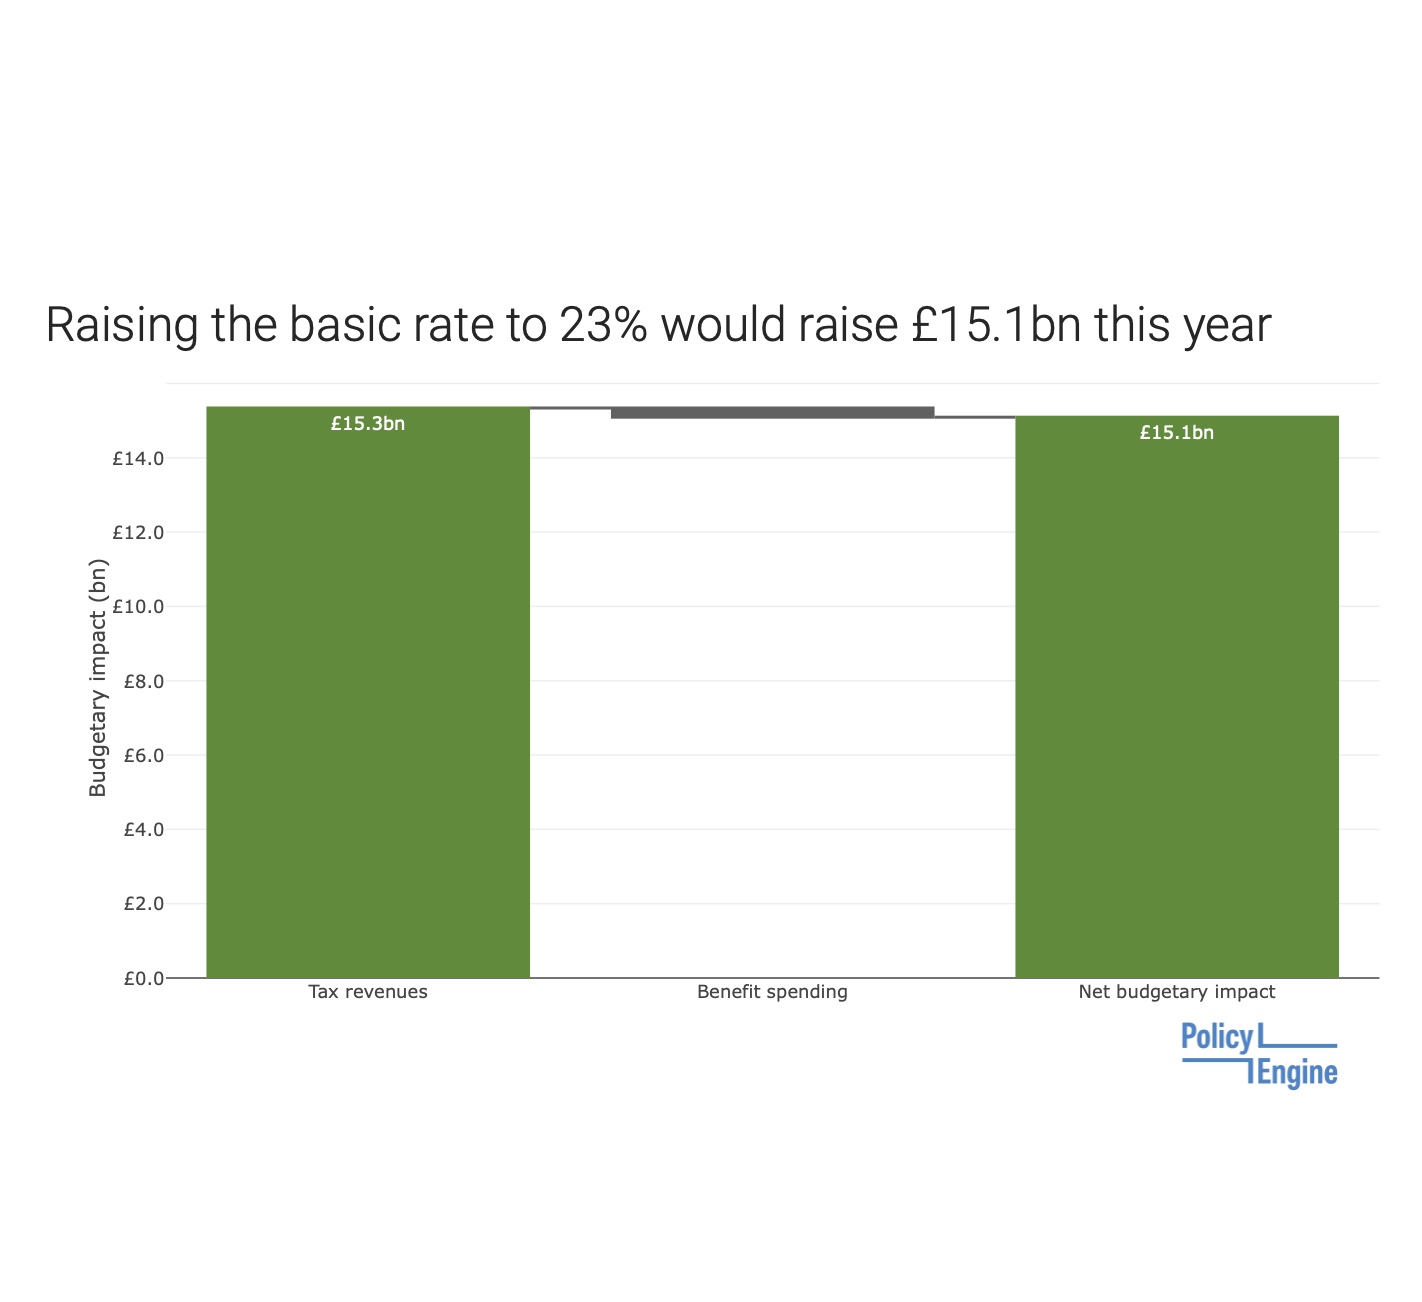 Raising the basic rate to 23% would raise £15.1bn this year
£15.3bn
£15.1bn
£14.0
£12.0
£10.0
£8.0
£6.0
£4.0
£2.0
£0.0
Budgetary impact (bn)
Tax revenues
Benefit spending
Net budgetary impact
Policy
Engine